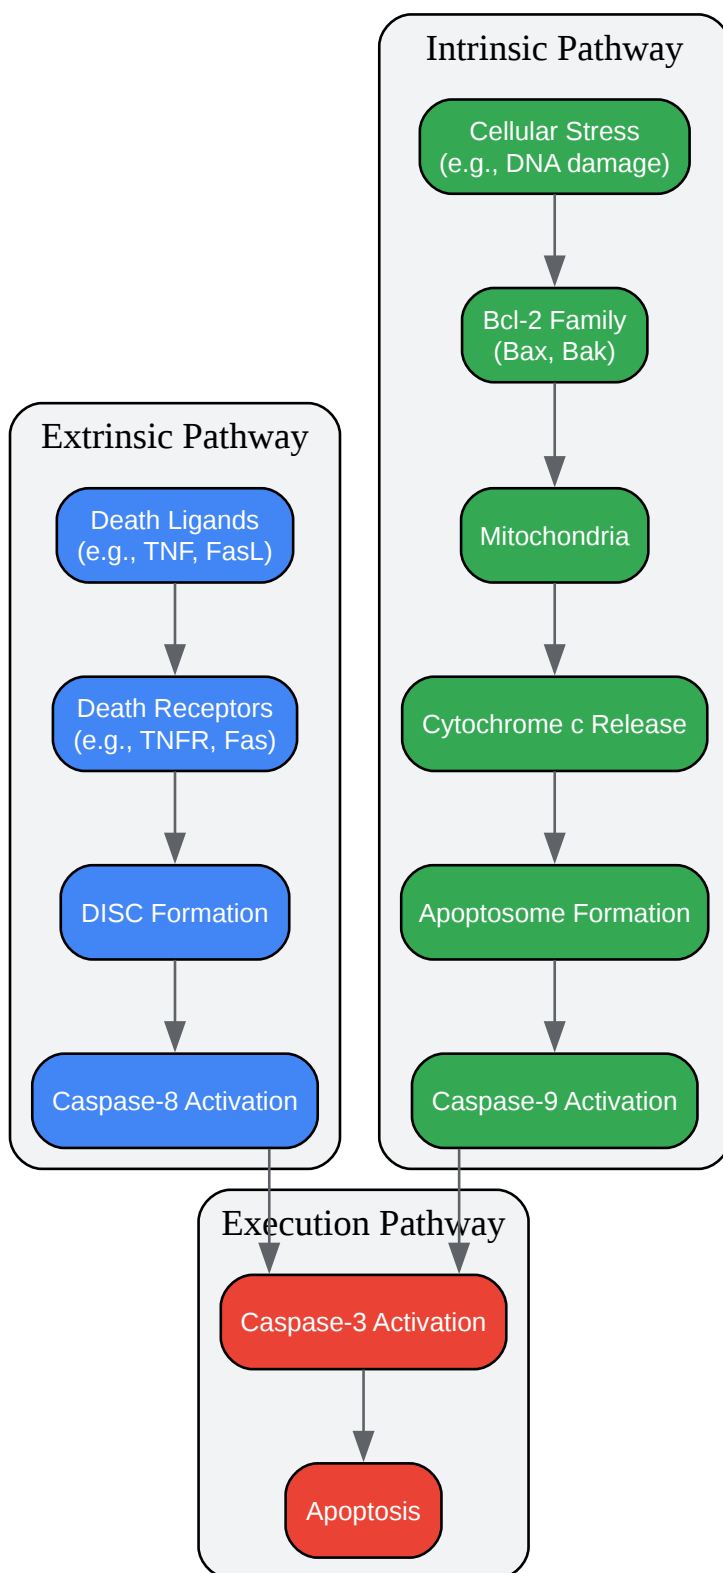 Intrinsic Pathway
Cellular Stress
(e.g., DNA damage)
Bcl-2 Family
(Bax, Bak)
Mitochondria
Cytochrome c Release
Apoptosome Formation
Caspase-9 Activation
Extrinsic Pathway
Death Ligands
(e.g., TNF, FasL)
Death Receptors
(e.g., TNFR, Fas)
DISC Formation
Caspase-8 Activation
Execution Pathway
Caspase-3 Activation
Apoptosis